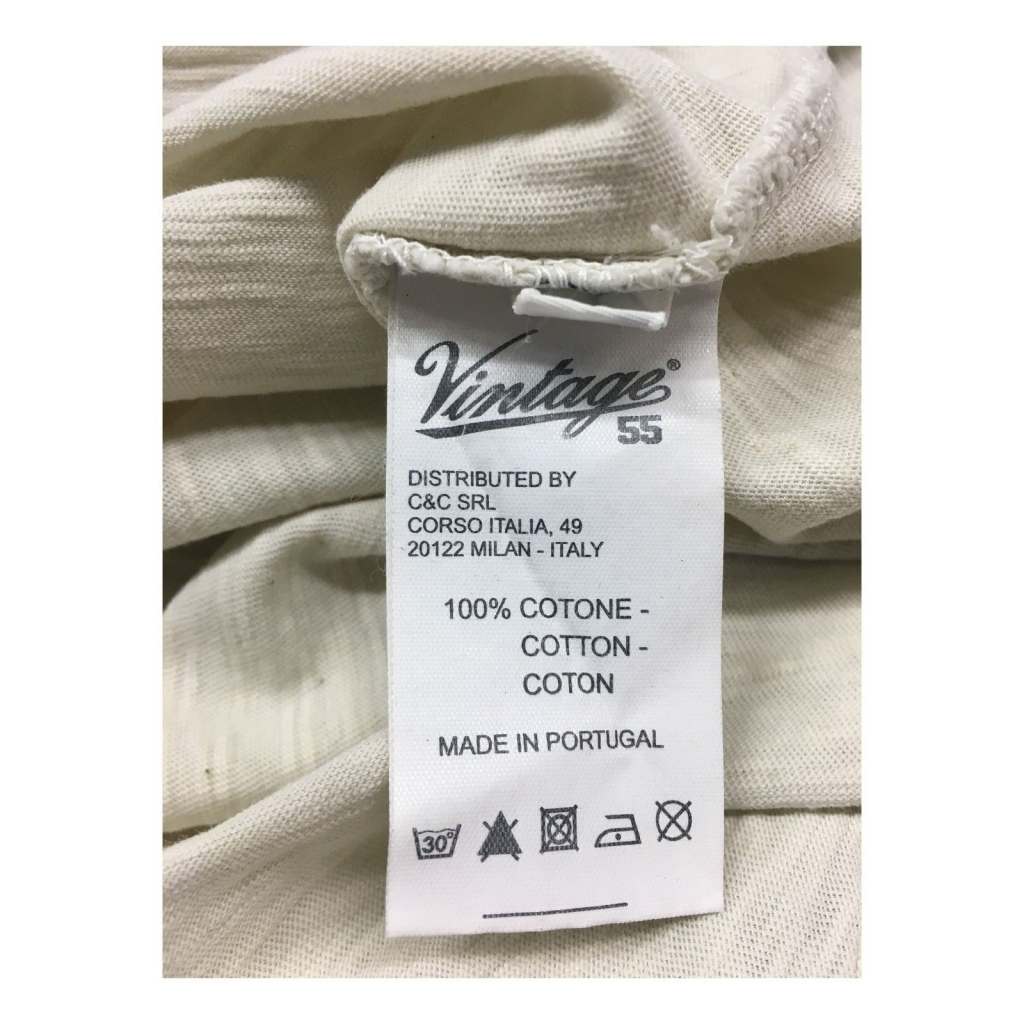 Vintage®
55
DISTRIBUTED BY
C&C SRL
CORSO ITALIA, 49
20122 MILAN - ITALY
100% COTONE -
COTTON -
COTON
MADE IN PORTUGAL
30°